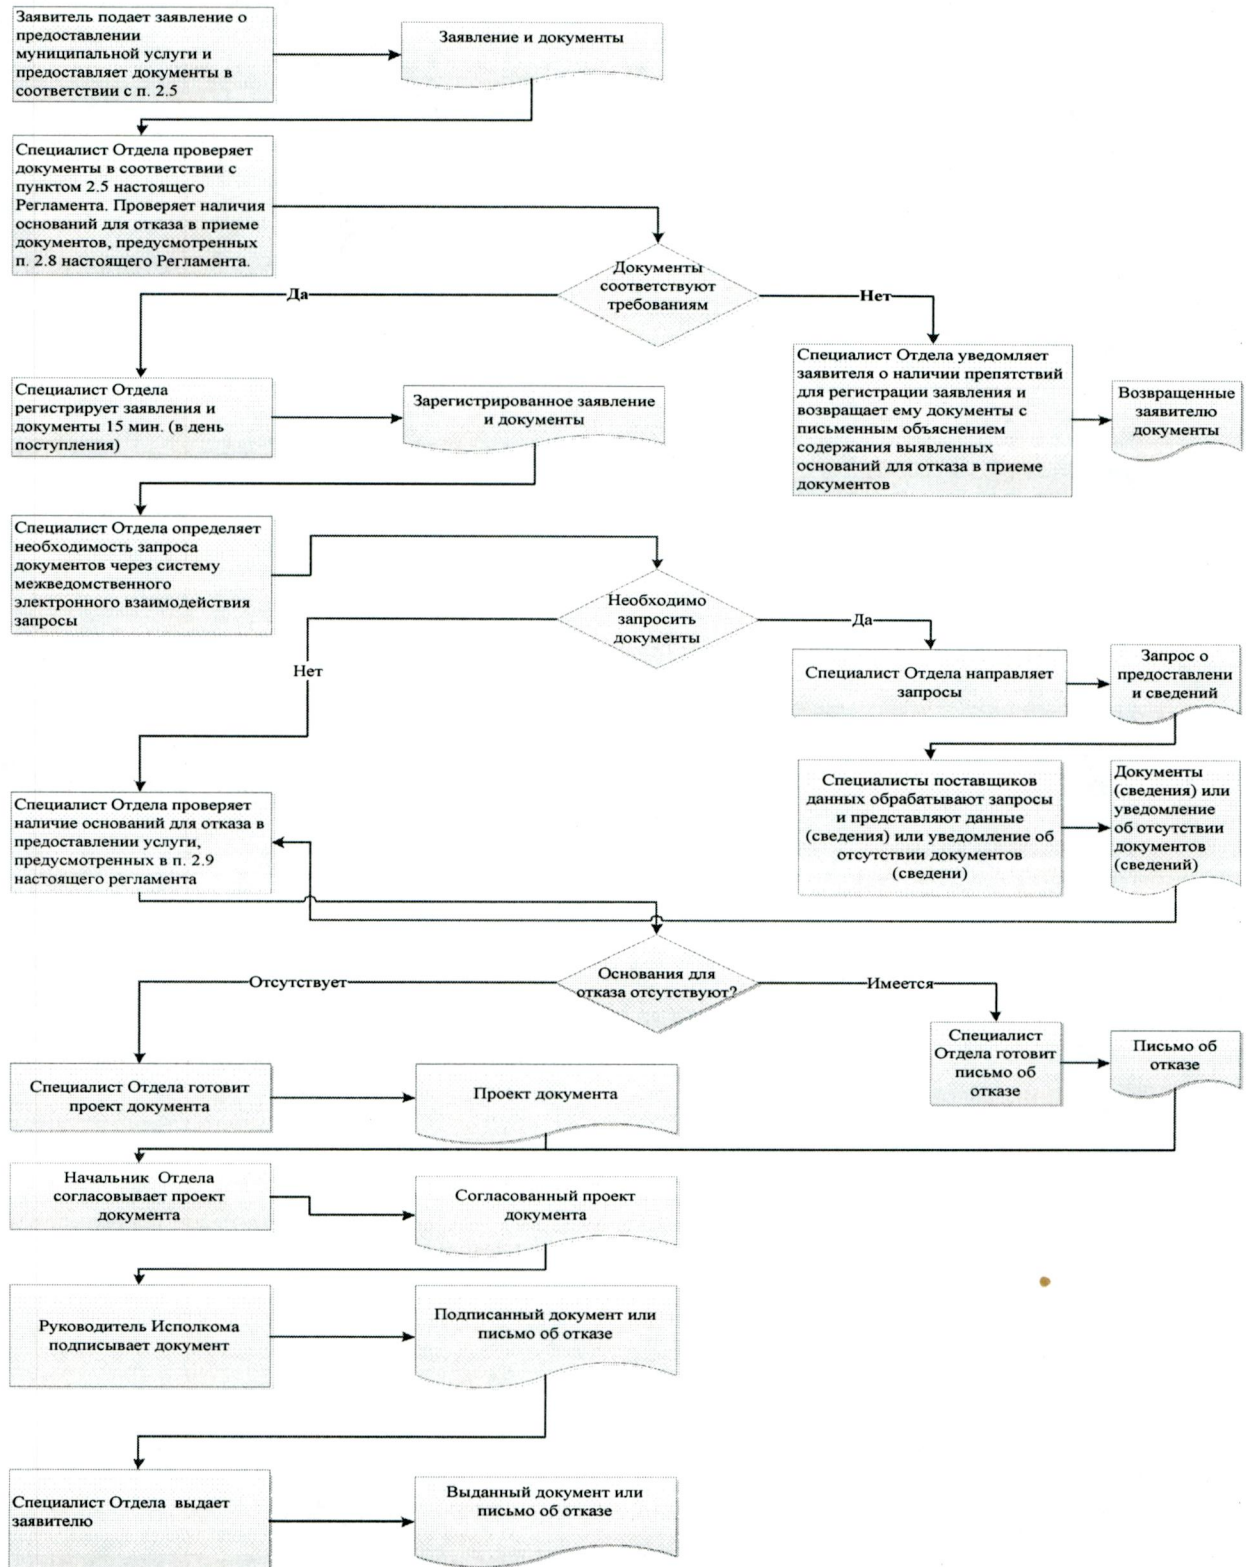 Заявитель подает заявление о
предоставлении
муниципальной услуги и
предоставляет документы в
соответствии с п. 2.5
Заявление и документы
Специалист Отдела проверяет
документы в соответствии с
пунктом 2.5 настоящего
Регламента. Проверяет наличия
оснований для отказа в приеме
документов, предусмотренных
п. 2.8 настоящего Регламента.
Документы
соответствуют
требованиям
Да
Нет
Специалист Отдела
регистрирует заявления и
документы 15 мин. (в день
поступления)
Зарегистрированное заявление
и документы
Специалист Отдела уведомляет
заявителя о наличии препятствий
для регистрации заявления и
возвращает ему документы с
письменным объяснением
содержания выявленных
оснований для отказа в приеме
документов
Возвращенные
заявителю
документы
Специалист Отдела определяет
необходимость запроса
документов через систему
межведомственного
электронного взаимодействия
запросы
Необходимо
запросить
документы
Да
Нет
Специалист Отдела направляет
запросы
Запрос о
предоставлени
и сведений
Специалисты поставщиков
данных обрабатывают запросы
и представляют данные
(сведения) или уведомление об
отсутствии документов
(сведени)
Документы
(сведения) или
уведомление
об отсутствии
документов
(сведений)
Специалист Отдела проверяет
наличие оснований для отказа в
предоставлении услуги,
предусмотренных в п. 2.9
настоящего регламента
Основания для
отказа отсутствуют?
Отсутствует
Имеется
Специалист
Отдела готовит
письмо об
отказе
Письмо об
отказе
Специалист Отдела готовит
проект документа
Проект документа
Начальник Отдела
согласовывает проект
документа
Согласованный проект
документа
Руководитель Исполкома
подписывает документ
Подписанный документ или
письмо об отказе
Специалист Отдела выдает
заявителю
Выданный документ или
письмо об отказе